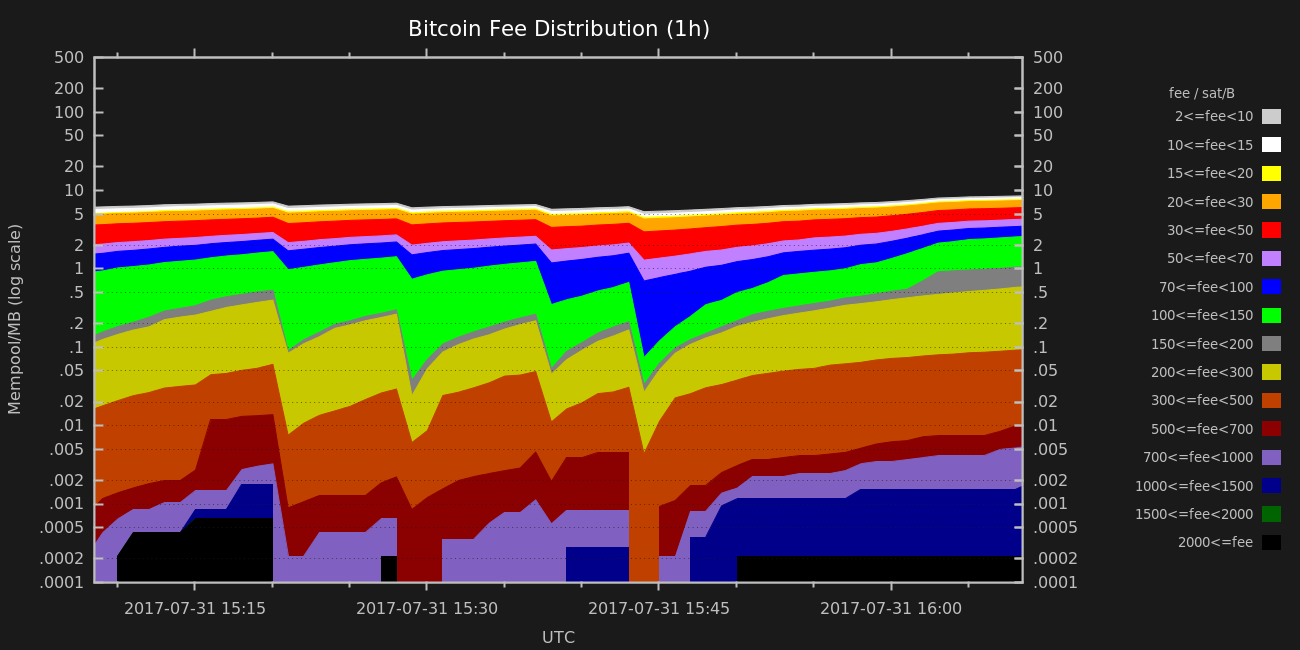 Bitcoin Fee Distribution (1h)
500 500
200 200
100 100
50 50
20 20
10 10
5 5
2 2
1 1
.5 .5
.2 .2
.1 .1
.05 .05
.02 .02
.01 .01
.005 .005
.002 .002
.001 .001
.0005 .0005
.0002 .0002
.0001 .0001
Mempool/MB (log scale)
2017-07-31 15:15 2017-07-31 15:30 2017-07-31 15:45 2017-07-31 16:00
UTC
fee / sat/B
2<=fee<10
10<=fee<15
15<=fee<20
20<=fee<30
30<=fee<50
50<=fee<70
70<=fee<100
100<=fee<150
150<=fee<200
200<=fee<300
300<=fee<500
500<=fee<700
700<=fee<1000
1000<=fee<1500
1500<=fee<2000
2000<=fee